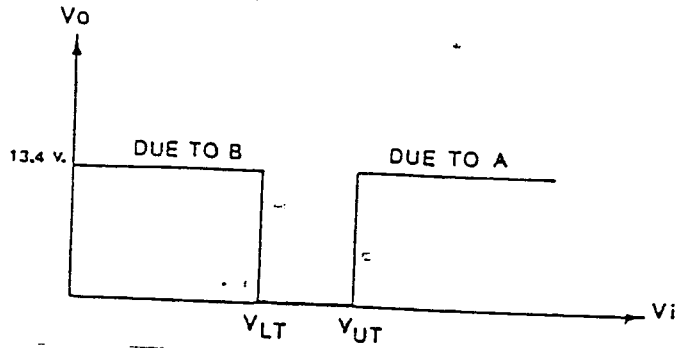 Vo
13.4 v.
DUE TO B
DUE TO A
VLT
VUT
Vi